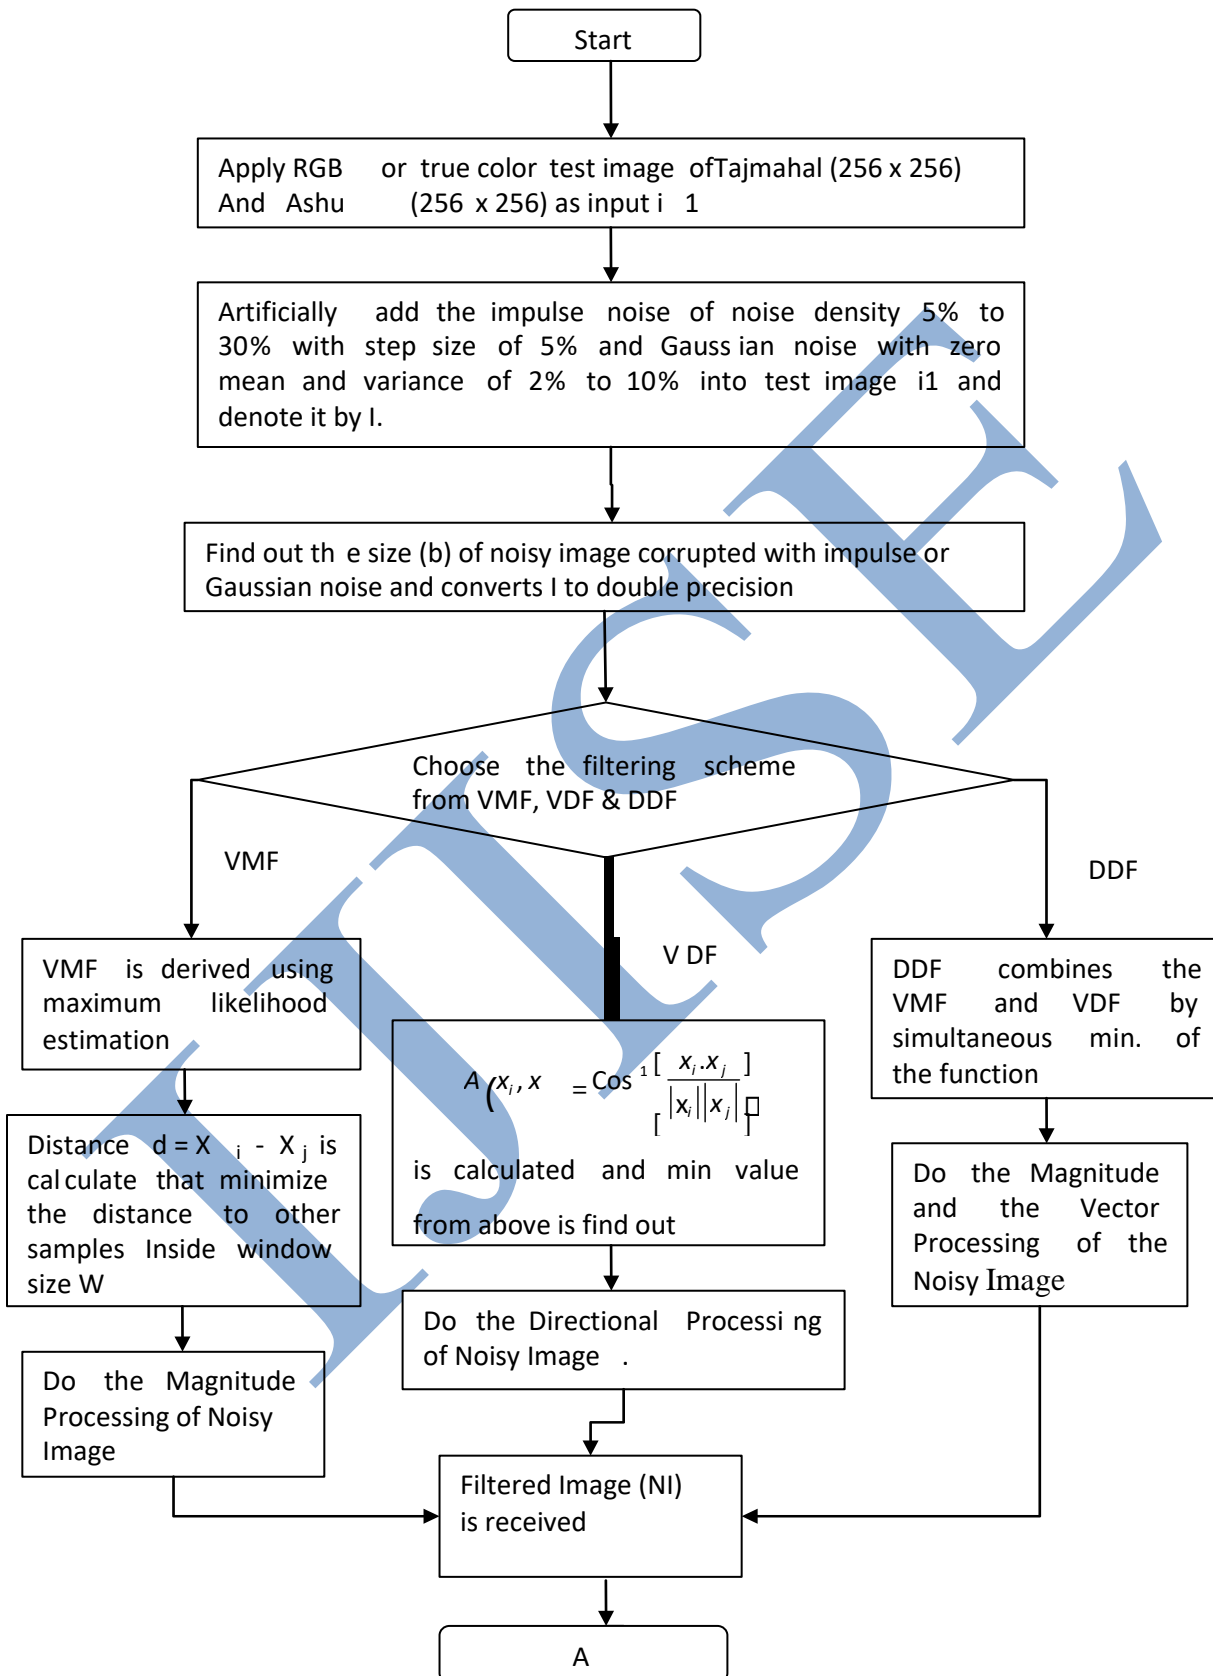 Start
Apply RGB or true color test image ofTajmahal (256 x 256)
And Ashu (256 x 256) as input i 1
Artificially add the impulse noise of noise density 5% to
30% with step size of 5% and Gauss ian noise with zero
mean and variance of 2% to 10% into test image i1 and
denote it by I.
Find out th e size (b) of noisy image corrupted with impulse or
Gaussian noise and converts I to double precision
Choose the filtering scheme
from VMF, VDF & DDF
VMF
V DF
DDF
VMF is derived using
maximum likelihood
estimation
Distance d = X i - X j is
cal culate that minimize
the distance to other
samples Inside window
size W
Do the Magnitude
Processing of Noisy
Image
A (x_i, x = Cos 1 [ x_i . x_j / |x_i| |x_j| ]
is calculated and min value
from above is find out
Do the Directional Processi ng
of Noisy Image .
DDF combines the
VMF and VDF by
simultaneous min. of
the function
Do the Magnitude
and the Vector
Processing of the
Noisy Image
Filtered Image (NI)
is received
A
IJISE